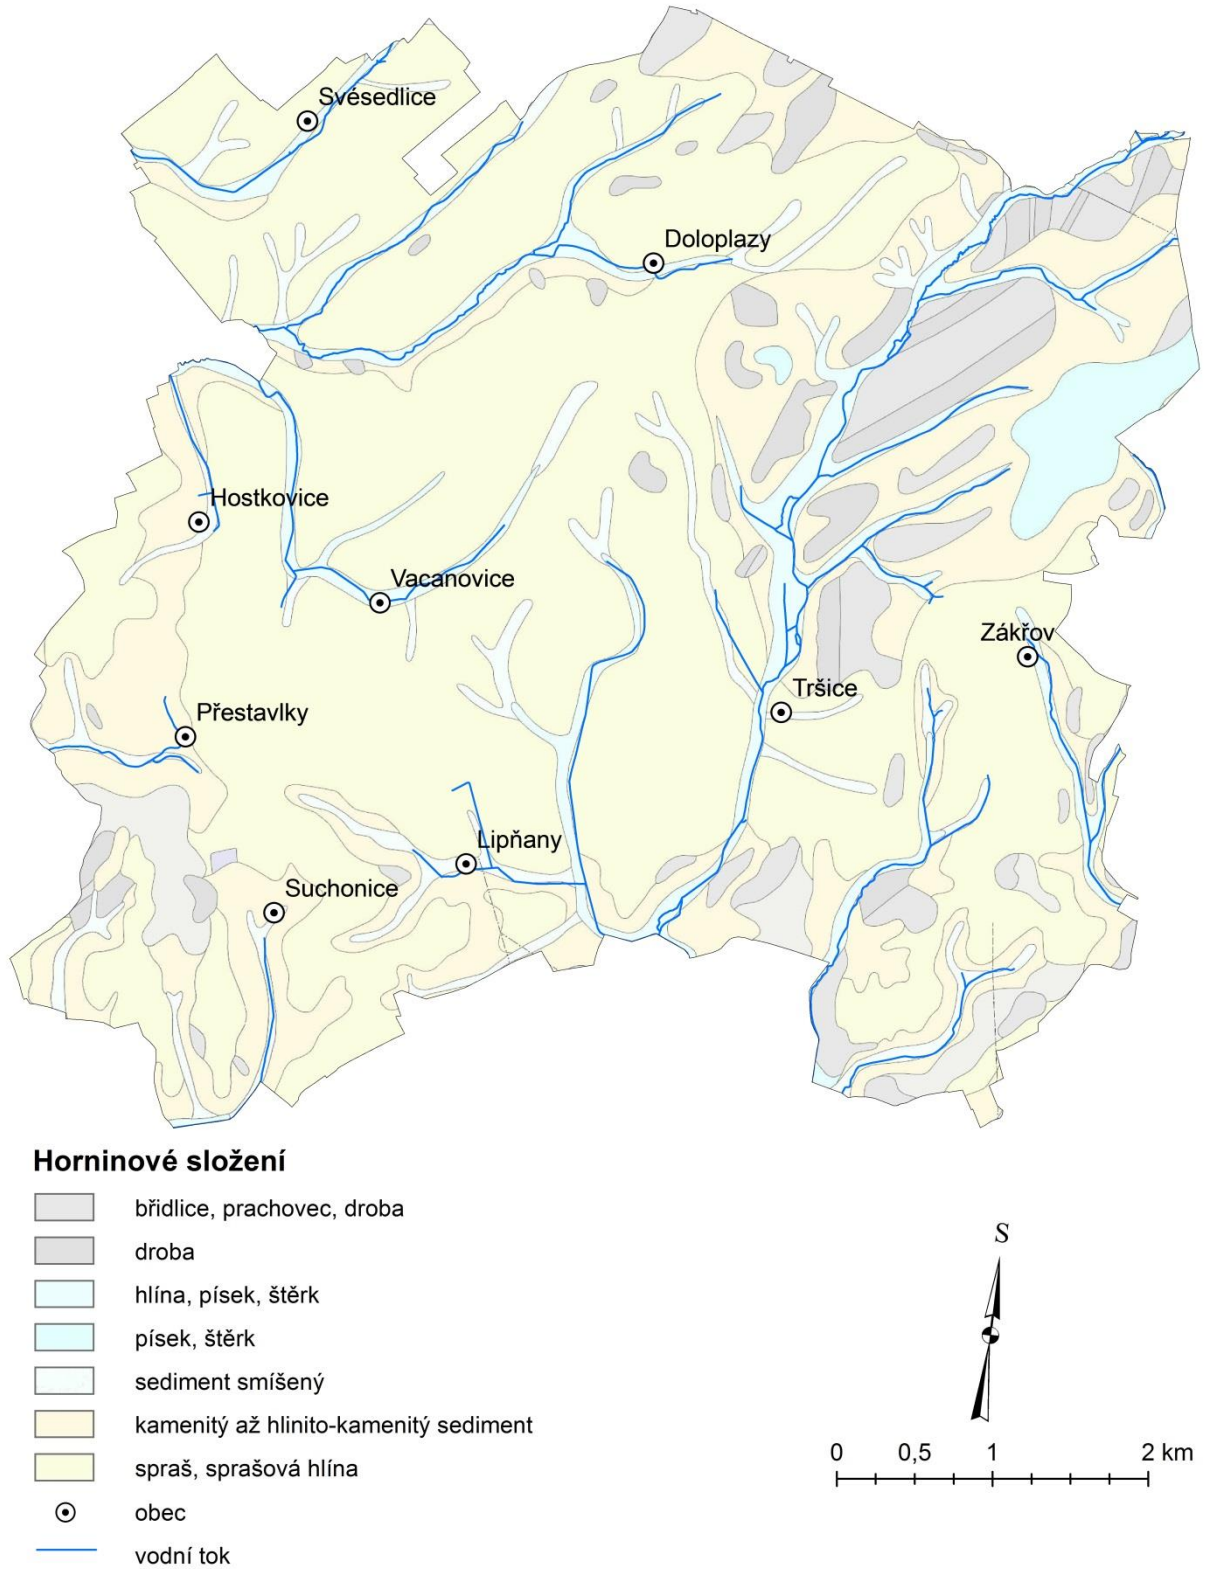 Svésedlice
Doloplazy
Hostkovice
Vacanovice
Zákřov
Tršice
Přestavlky
Lipňany
Suchonice
Horninové složení
břidlice, prachovec, droba
droba
hlína, písek, štěrk
písek, štěrk
sediment smíšený
kamenitý až hlinito-kamenitý sediment
spraš, sprašová hlína
obec
vodní tok
S
0 0,5 1 2 km